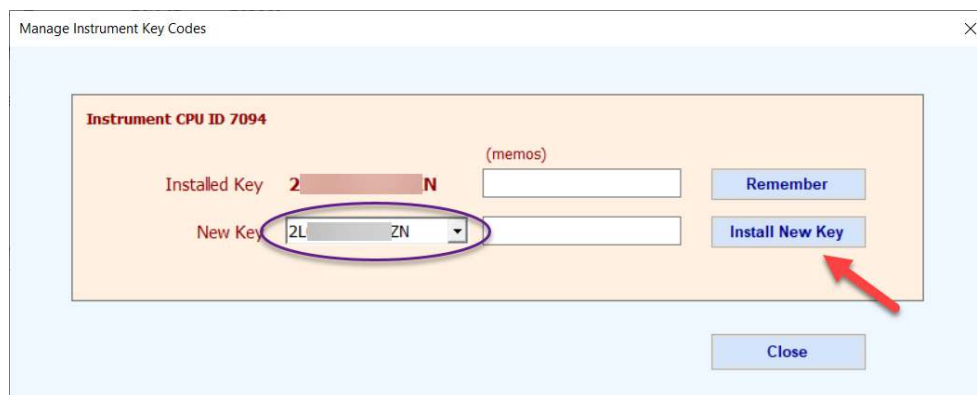 Manage Instrument Key Codes
Instrument CPU ID 7094
(memos)
Installed Key 2 N Remember
New Key 2L ZN Install New Key
Close